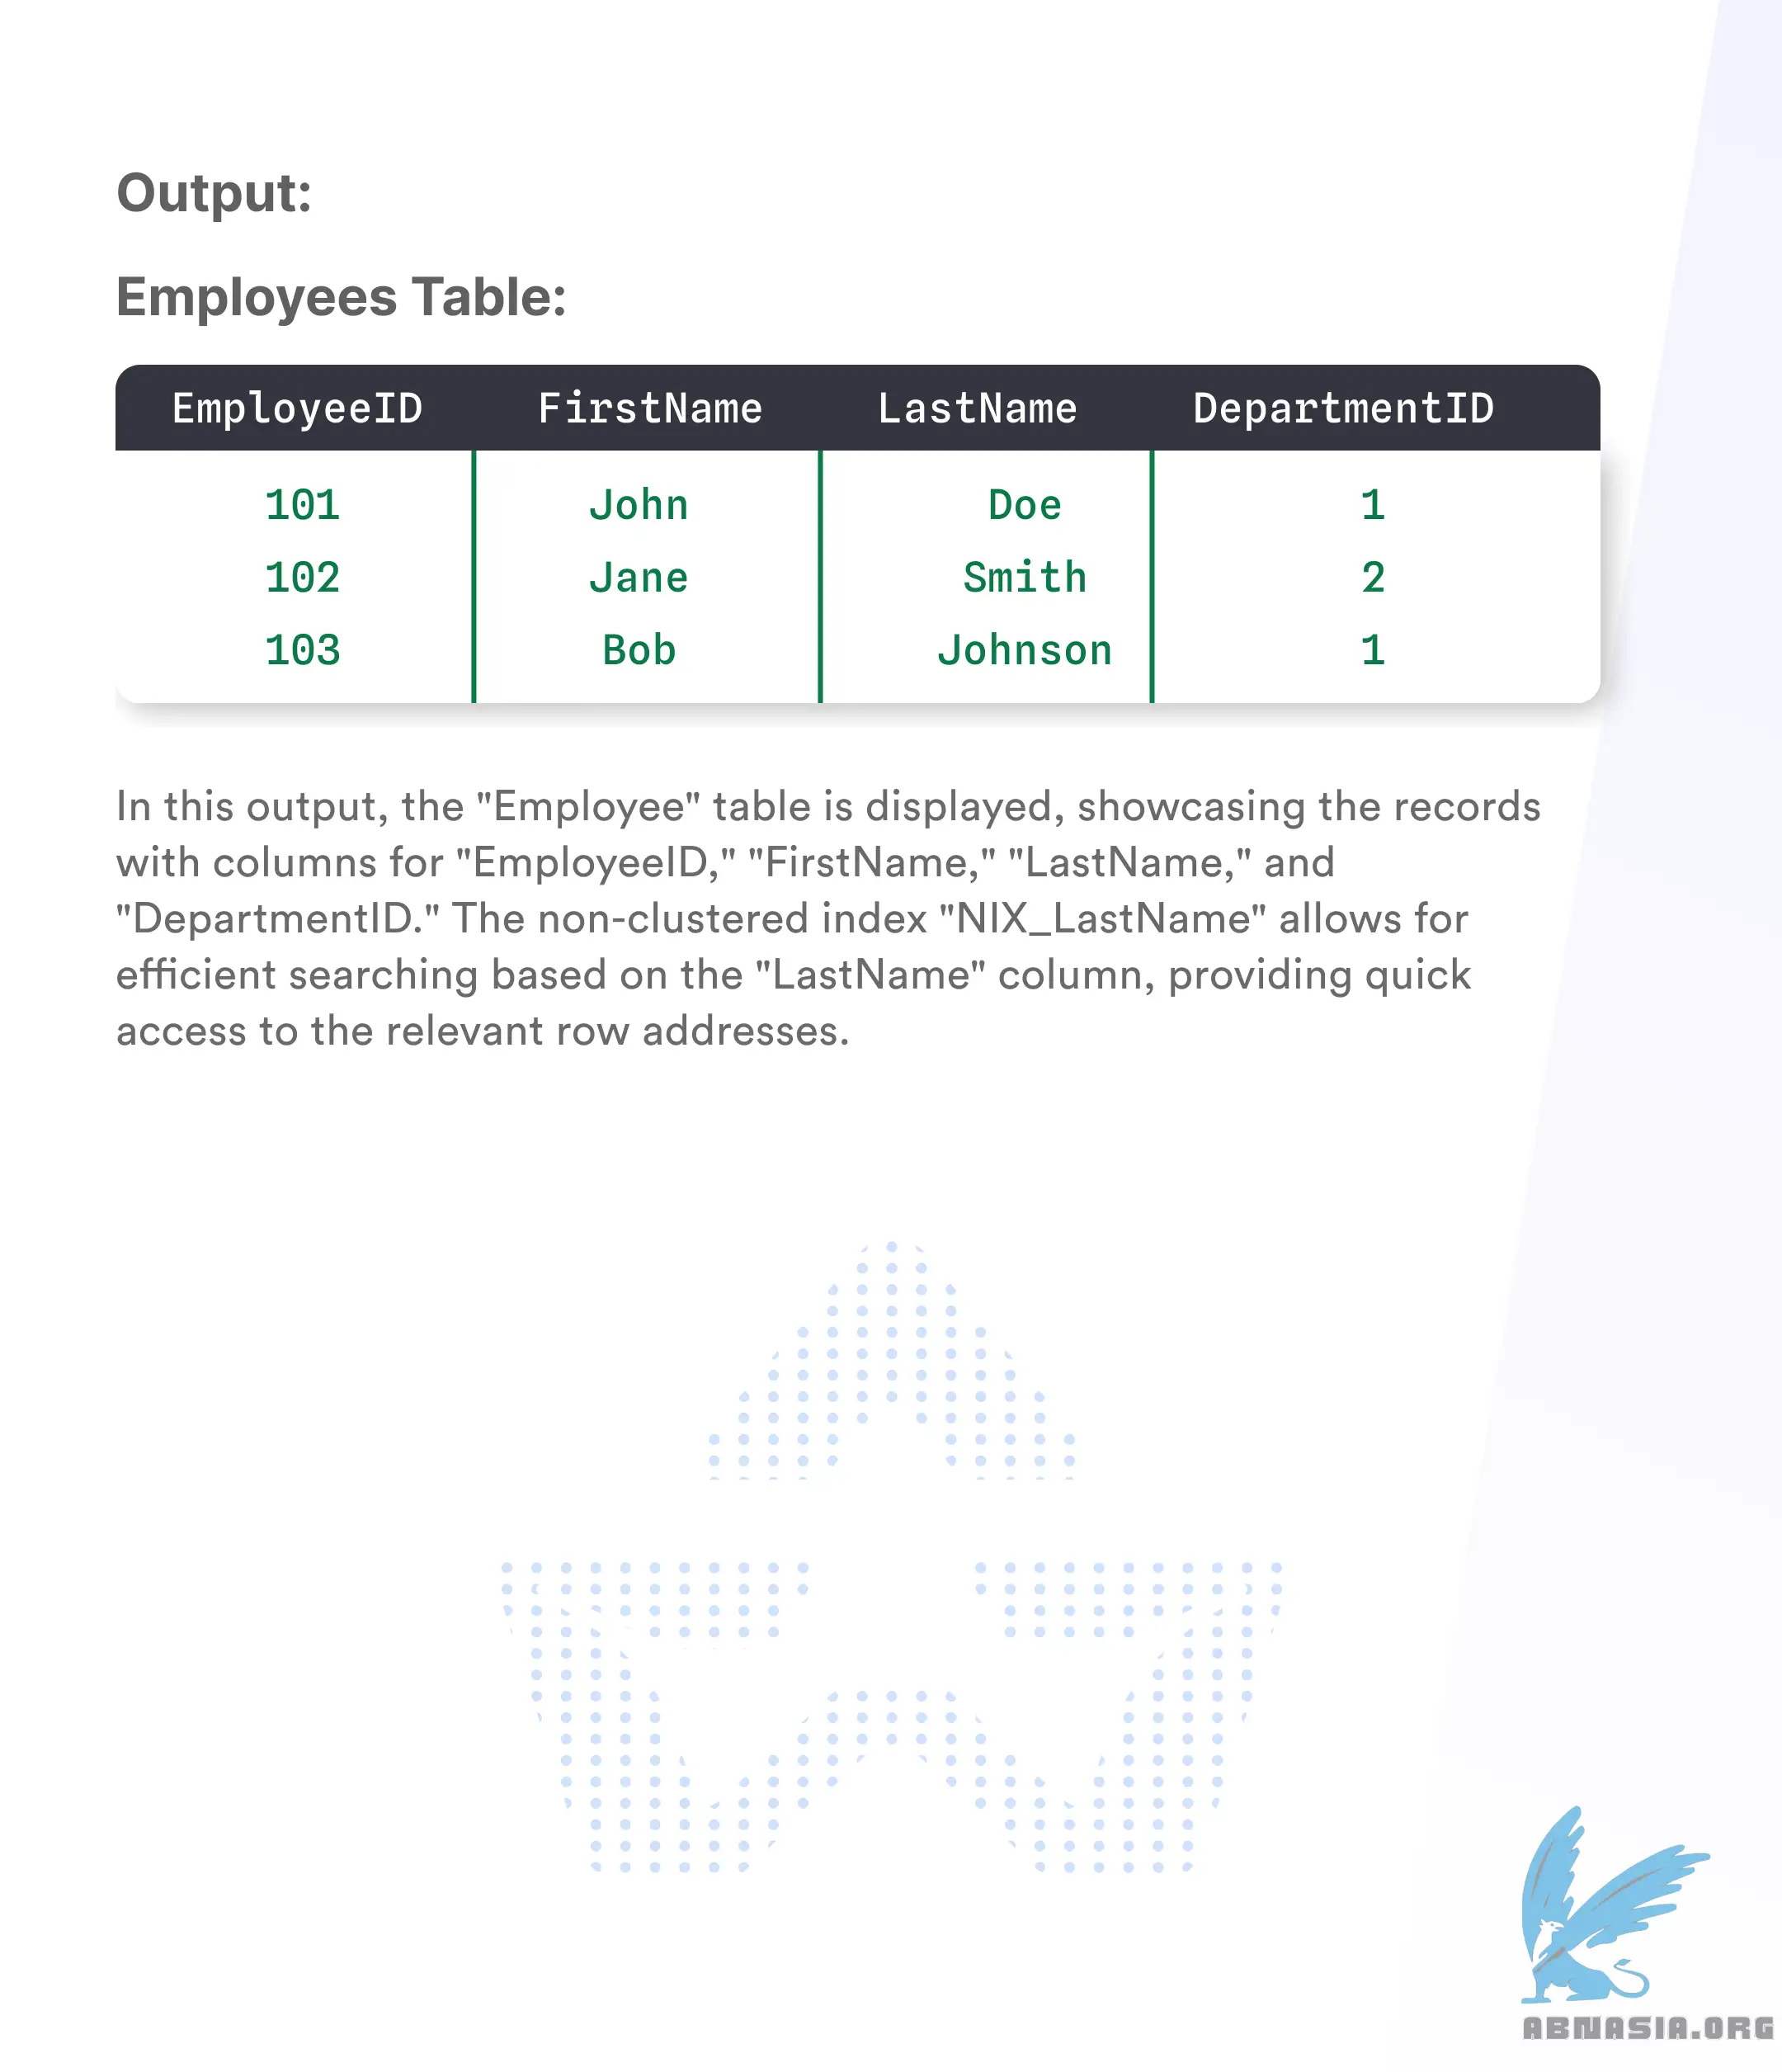 Output:
Employees Table:
EmployeeID FirstName LastName DepartmentID
101 John Doe 1
102 Jane Smith 2
103 Bob Johnson 1
In this output, the "Employee" table is displayed, showcasing the records
with columns for "EmployeeID," "FirstName," "LastName," and
"DepartmentID." The non-clustered index "NIX_LastName" allows for
efficient searching based on the "LastName" column, providing quick
access to the relevant row addresses.
ABNASIA.ORG